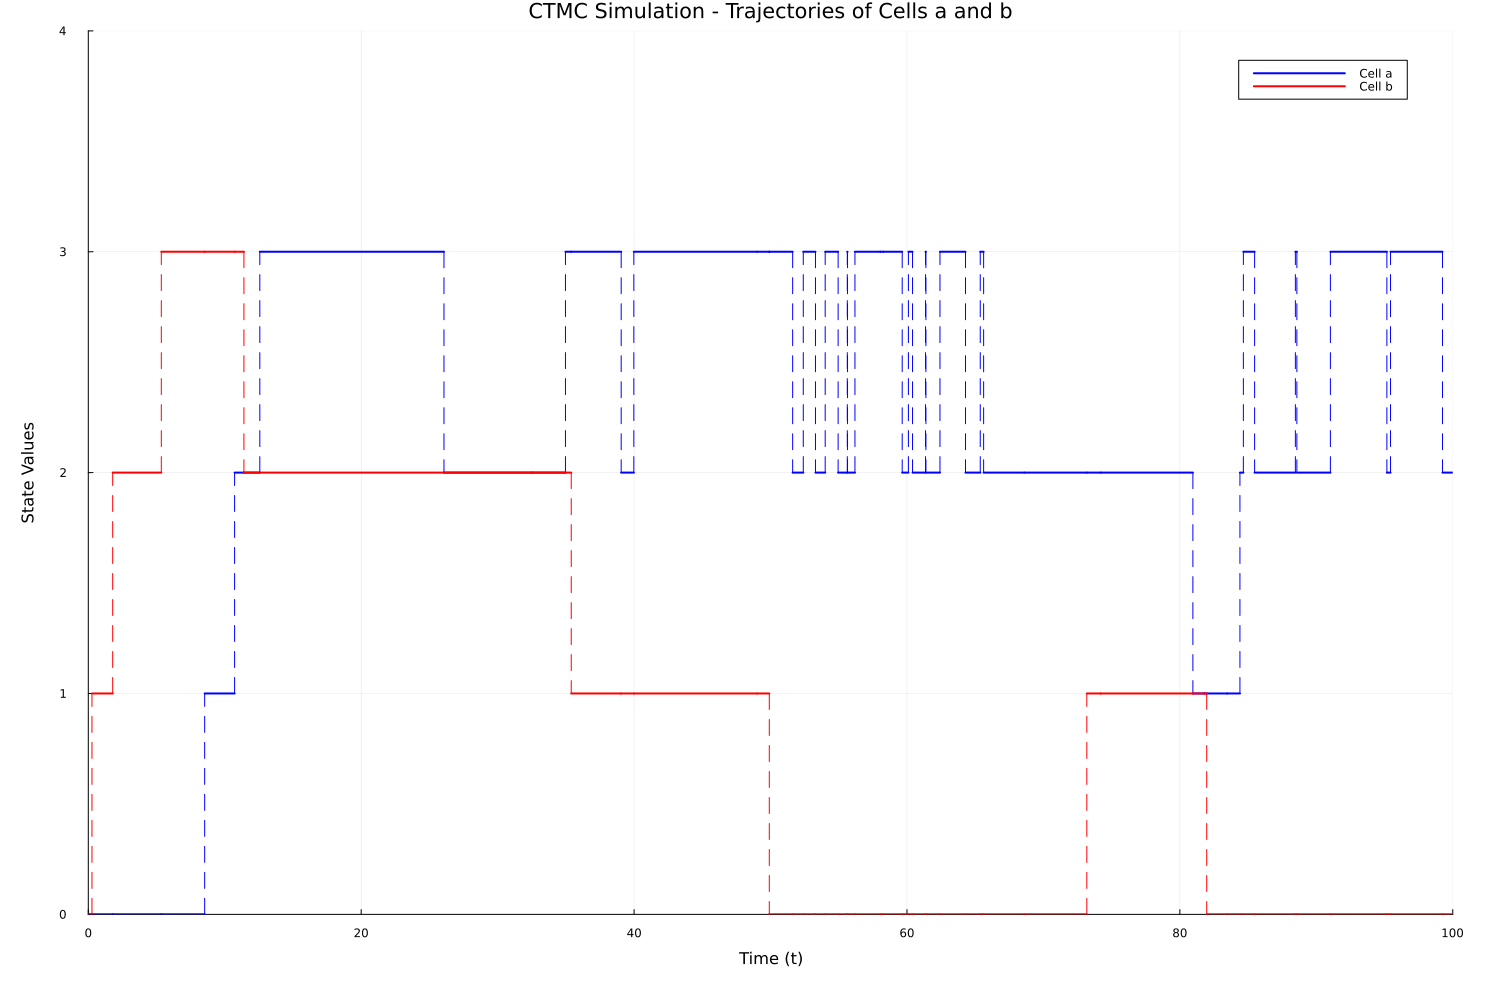 CTMC Simulation - Trajectories of Cells a and b
Cell a
Cell b
State Values
4
3
2
1
0
0 20 40 60 80 100
Time (t)